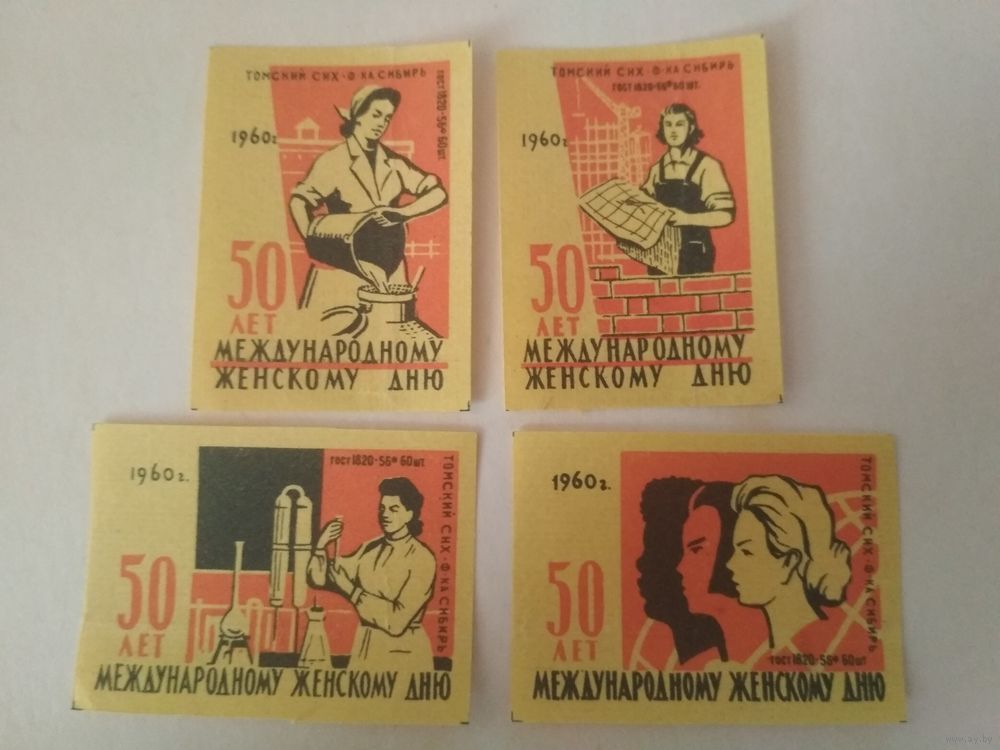 ТОМСКИЙ СНХ·Ф-КА СИБИРЬ
ГОСТ 1820-56* 60 ШТ.
1960г
50
ЛЕТ
МЕЖДУНАРОДНОМУ
ЖЕНСКОМУ ДНЮ
ТОМСКИЙ СНХ·Ф-КА СИБИРЬ
ГОСТ 1820-56* 60 ШТ.
1960г
50
ЛЕТ
МЕЖДУНАРОДНОМУ
ЖЕНСКОМУ ДНЮ
1960г.
ГОСТ 1820-56* 60 ШТ.
ТОМСКИЙ СНХ·Ф-КА СИБИРЬ
50
ЛЕТ
МЕЖДУНАРОДНОМУ ЖЕНСКОМУ ДНЮ
1960г.
ТОМСКИЙ СНХ·Ф-КА СИБИРЬ
50
ЛЕТ
ГОСТ 1820-56* 60 ШТ
МЕЖДУНАРОДНОМУ ЖЕНСКОМУ ДНЮ
www.ay.by